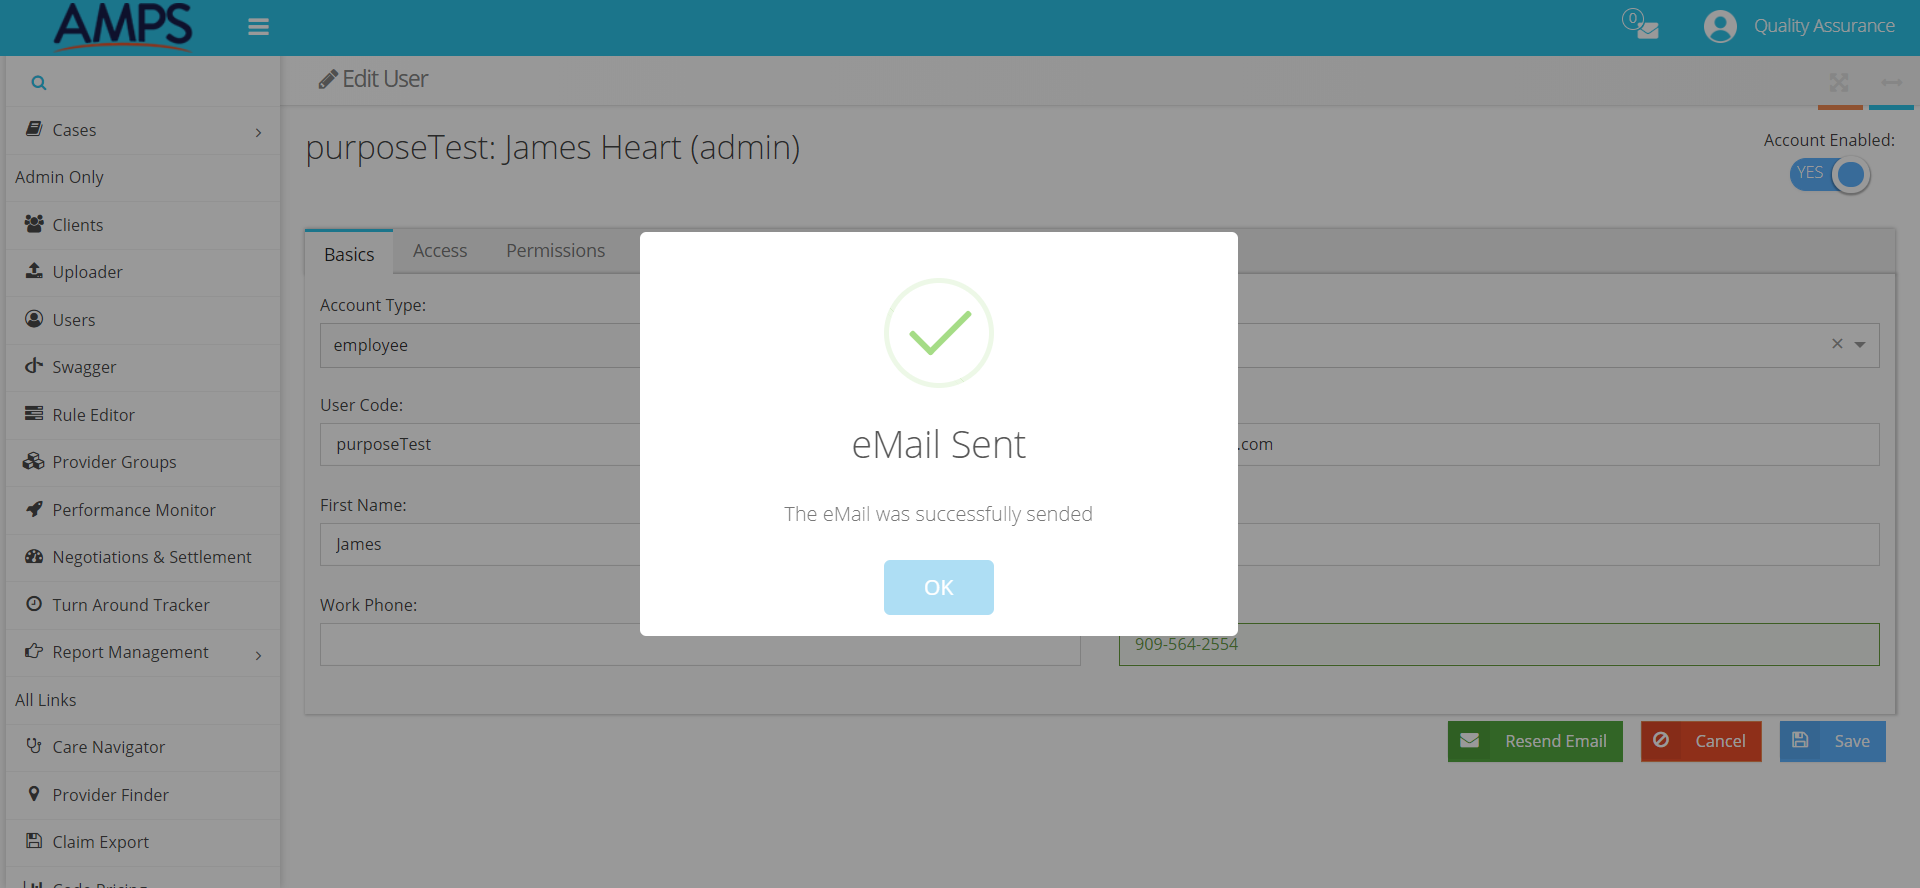 AMPS
0
Quality Assurance
Edit User
Cases
Admin Only
Clients
Uploader
Users
Swagger
Rule Editor
Provider Groups
Performance Monitor
Negotiations & Settlement
Turn Around Tracker
Report Management
All Links
Care Navigator
Provider Finder
Claim Export
purposeTest: James Heart (admin)
Account Enabled:
YES
Basics
Access
Permissions
Account Type:
employee
User Code:
purposeTest
.com
First Name:
James
Work Phone:
909-564-2554
eMail Sent
The eMail was successfully sended
OK
Resend Email
Cancel
Save